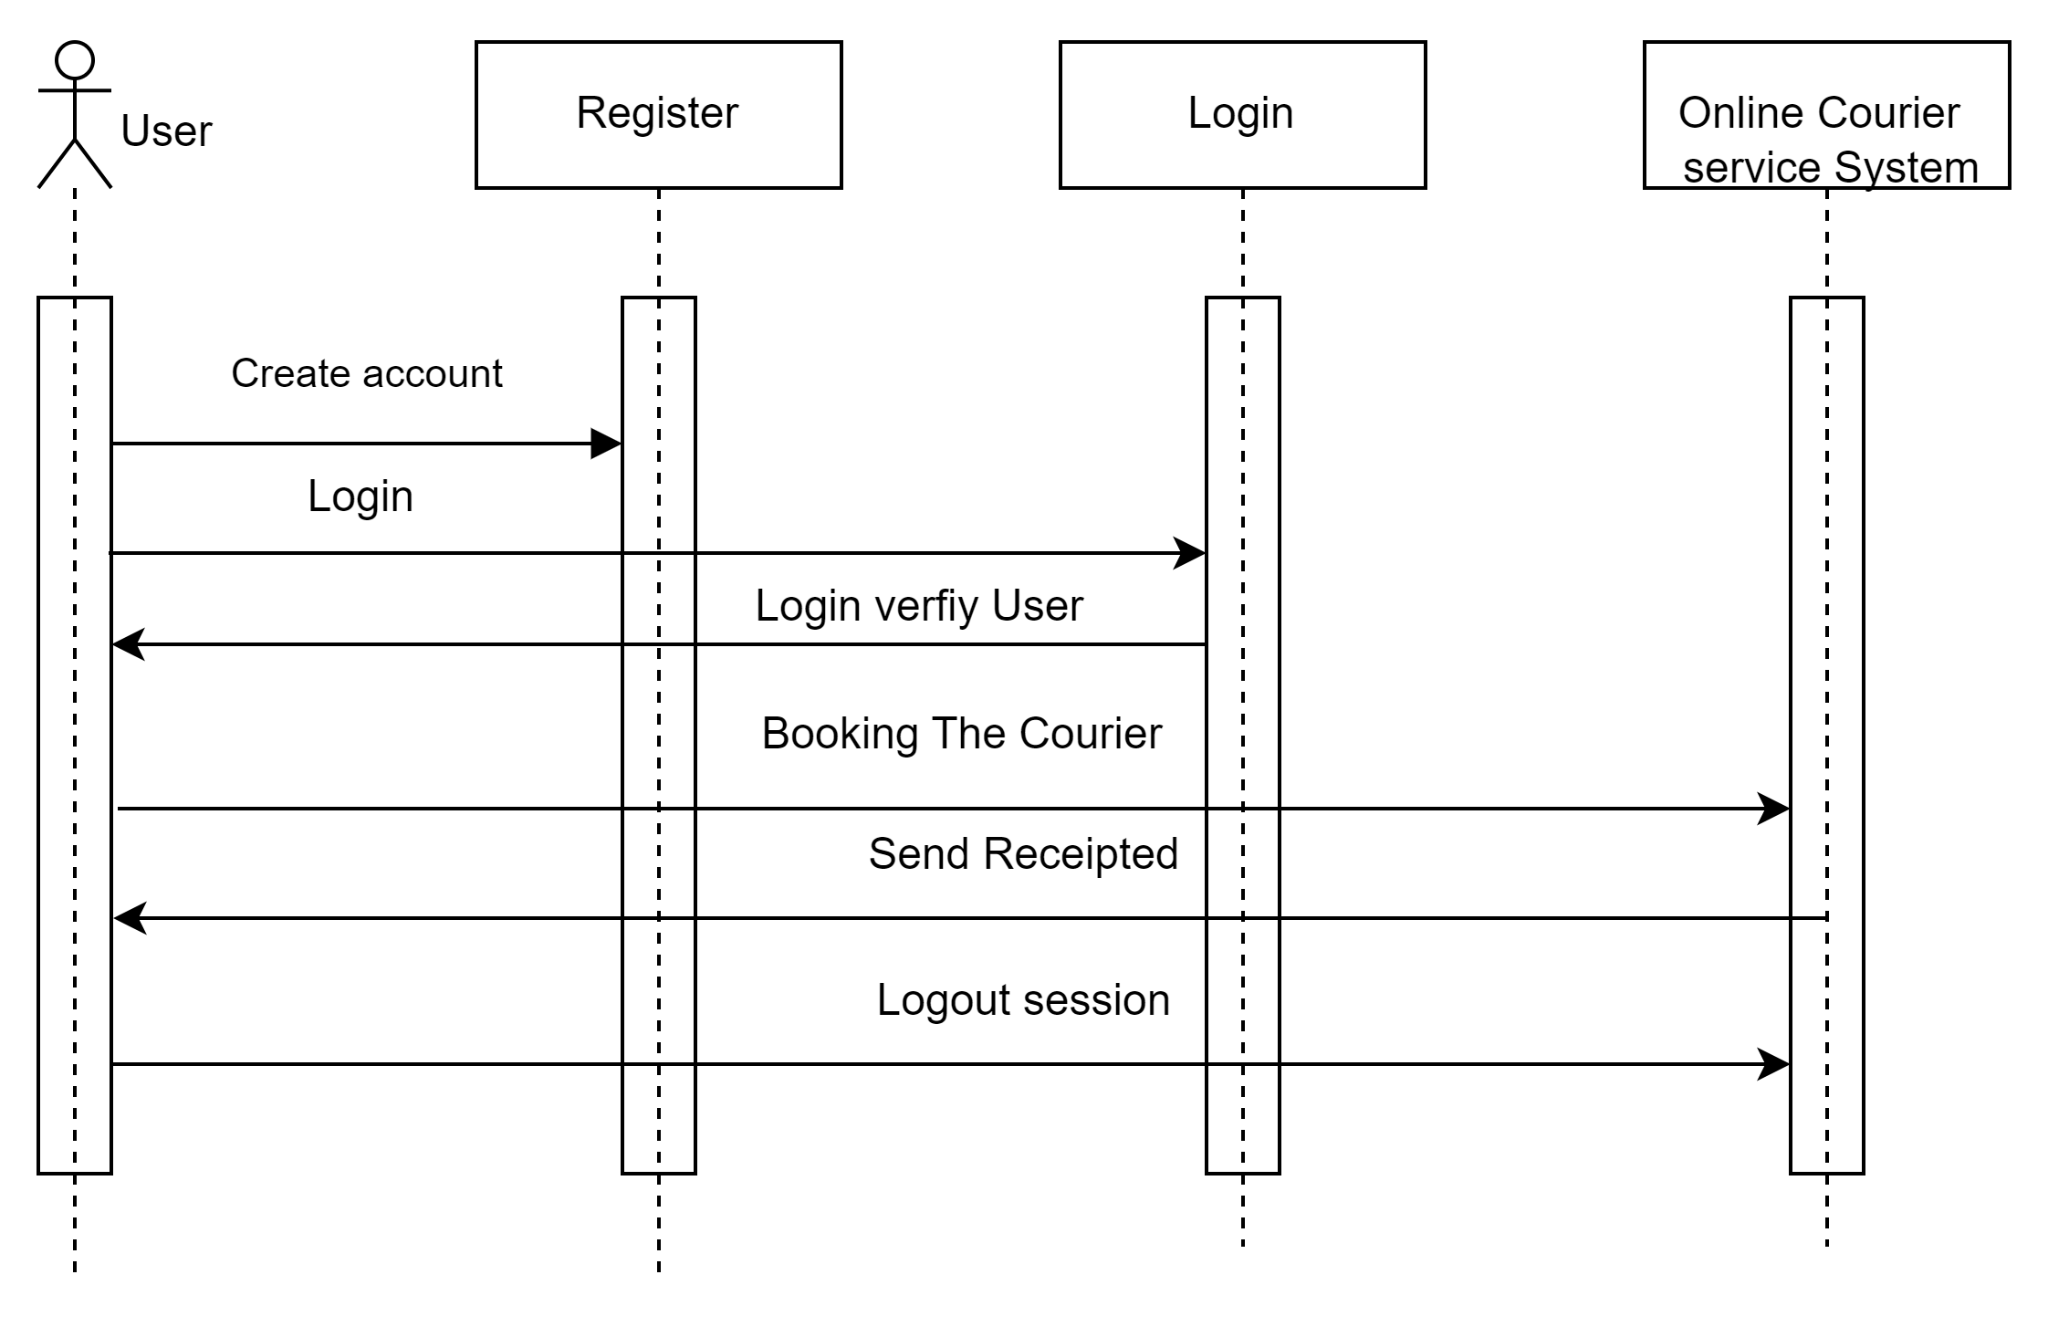 User
Register
Login
Online Courier
service System
Create account
Login
Login verfiy User
Booking The Courier
Send Receipted
Logout session